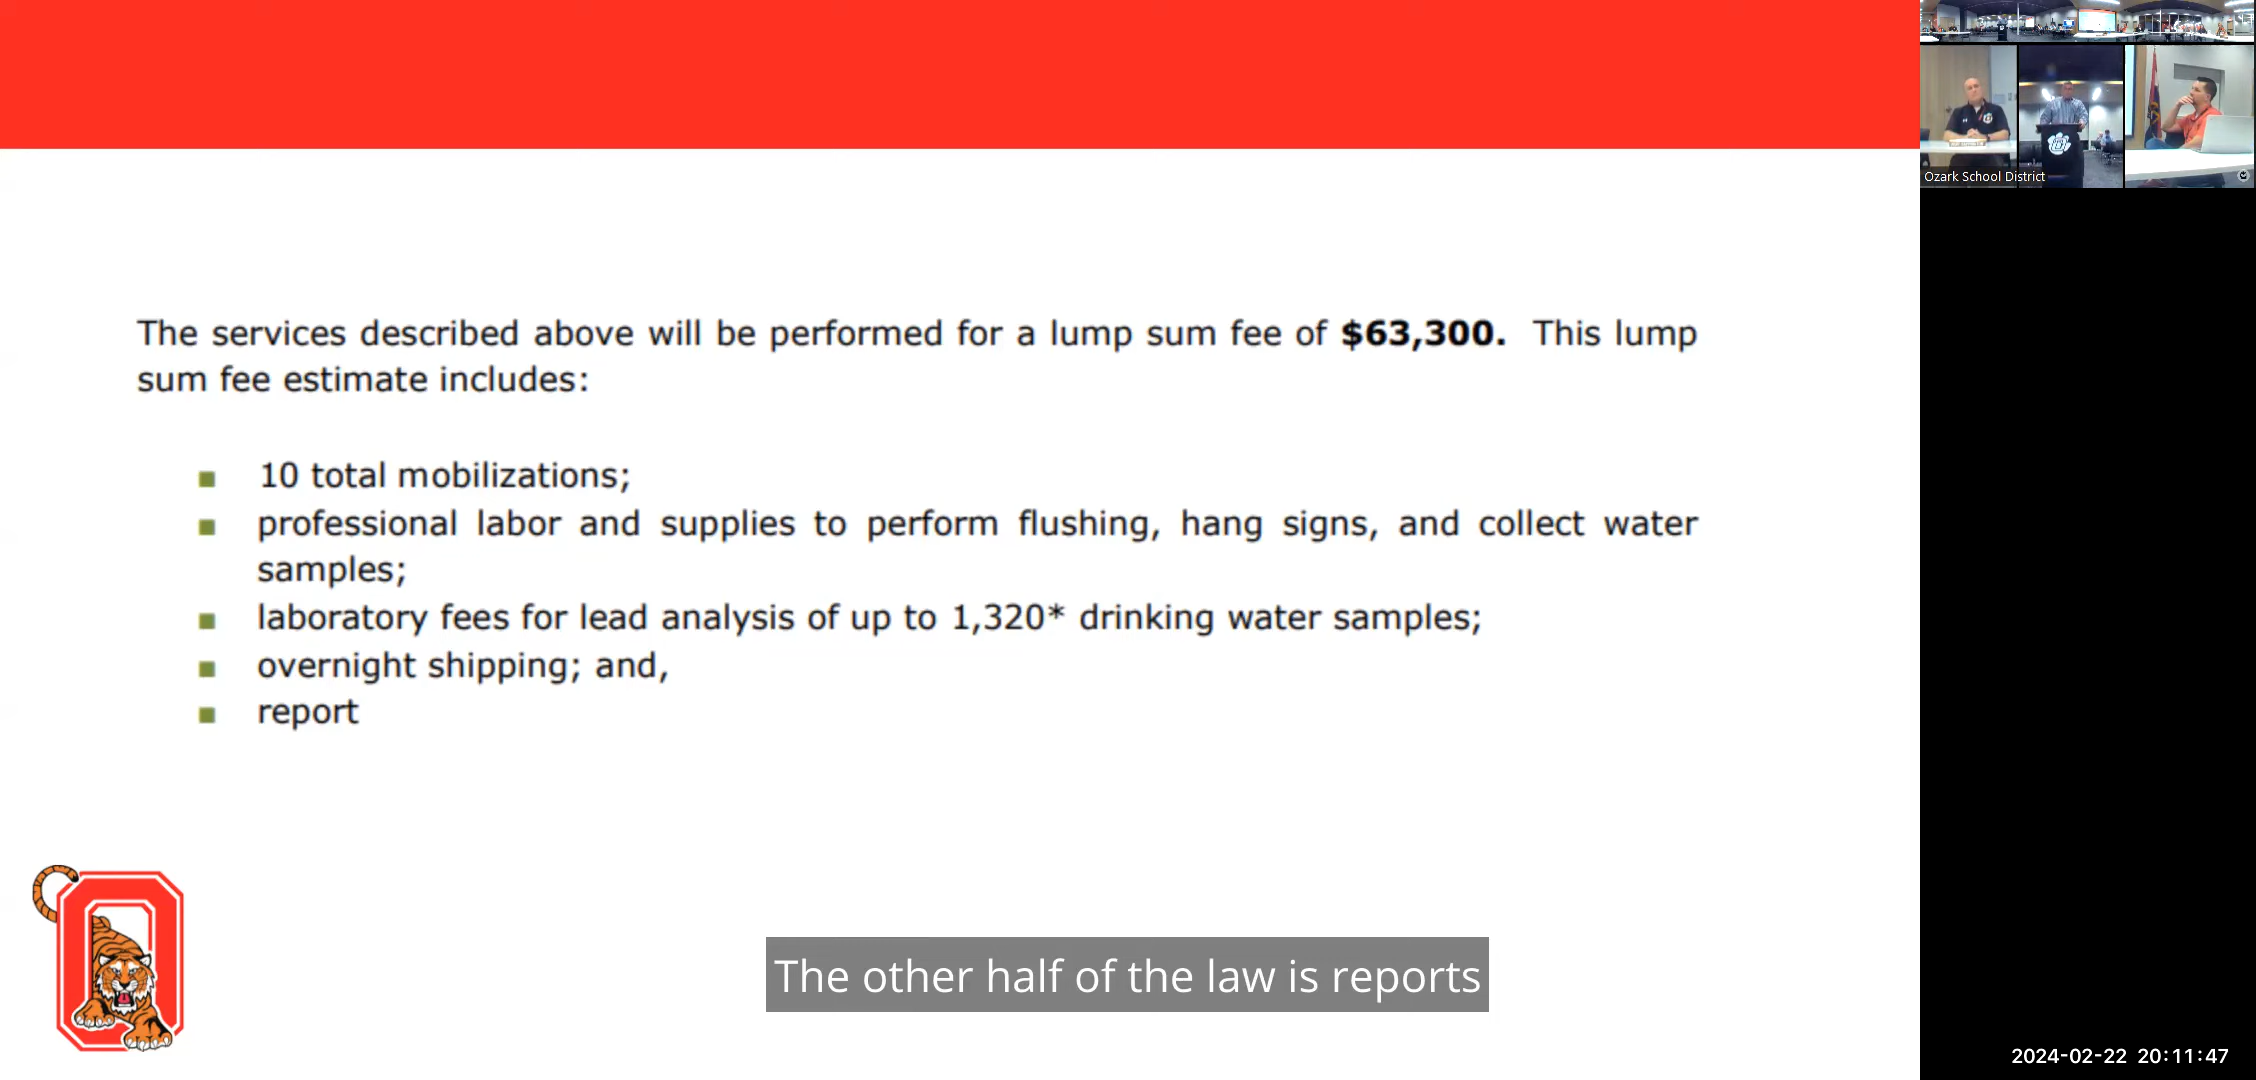 The services described above will be performed for a lump sum fee of $63,300. This lump
sum fee estimate includes:
10 total mobilizations;
professional labor and supplies to perform flushing, hang signs, and collect water
samples;
laboratory fees for lead analysis of up to 1,320* drinking water samples;
overnight shipping; and,
report
The other half of the law is reports
Ozark School District
2024-02-22 20:11:47